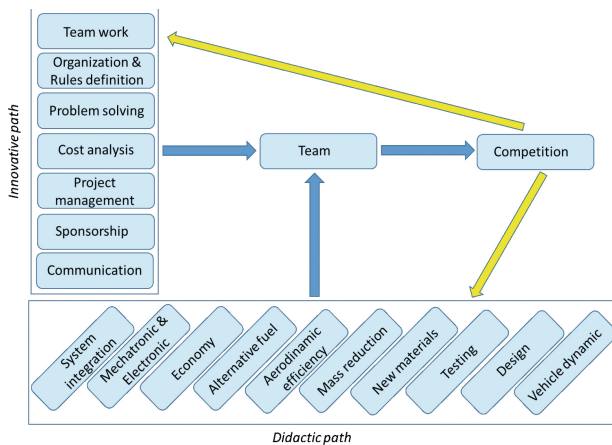 Team work
Organization &
Rules definition
Problem solving
Cost analysis
Project
management
Sponsorship
Communication
Innovative path
Team
Competition
System
integration
Mechatronic &
Electronic
Economy
Alternative fuel
Aerodinamic
efficiency
Mass reduction
New materials
Testing
Design
Vehicle dynamic
Didactic path